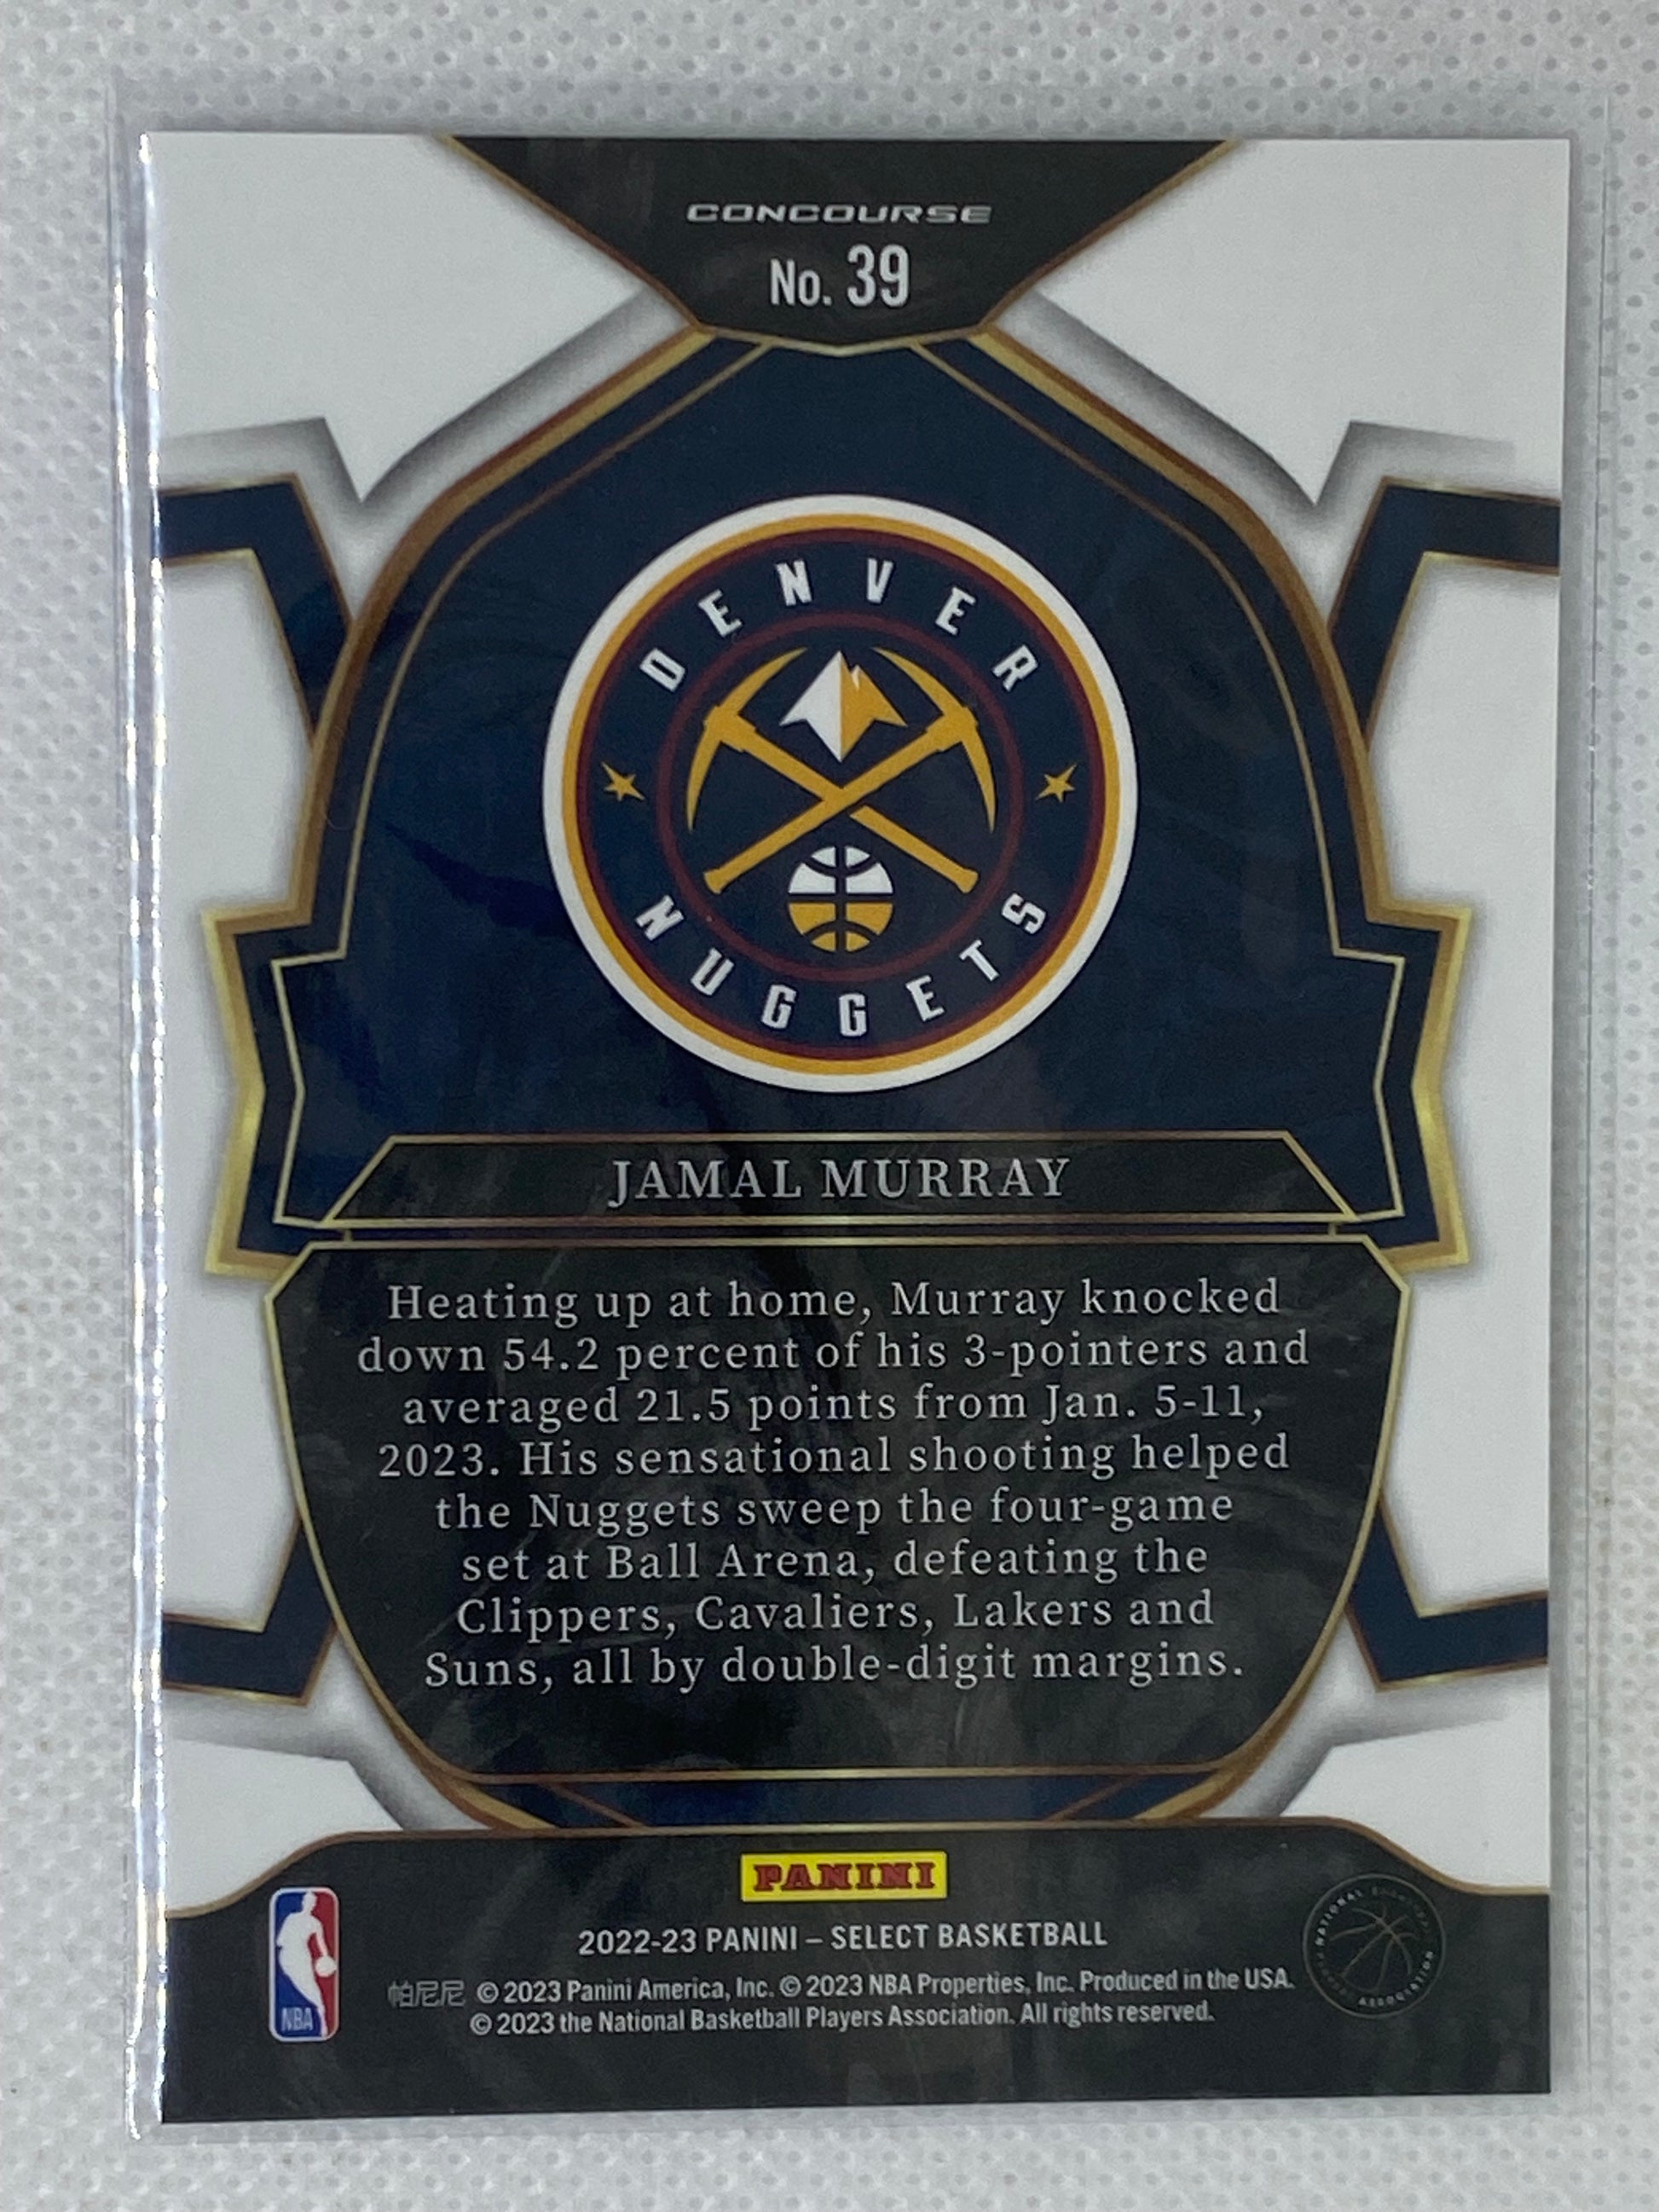 CONCOURSE
No. 39
DENVER
NUGGETS
JAMAL MURRAY
Heating up at home, Murray knocked
down 54.2 percent of his 3-pointers and
averaged 21.5 points from Jan. 5-11,
2023. His sensational shooting helped
the Nuggets sweep the four-game
set at Ball Arena, defeating the
Clippers, Cavaliers, Lakers and
Suns, all by double-digit margins.
PANINI
2022-23 PANINI – SELECT BASKETBALL
帕尼尼 © 2023 Panini America, Inc. © 2023 NBA Properties, Inc. Produced in the USA.
© 2023 the National Basketball Players Association. All rights reserved.
NBA
NATIONAL BASKETBALL PLAYERS ASSOCIATION